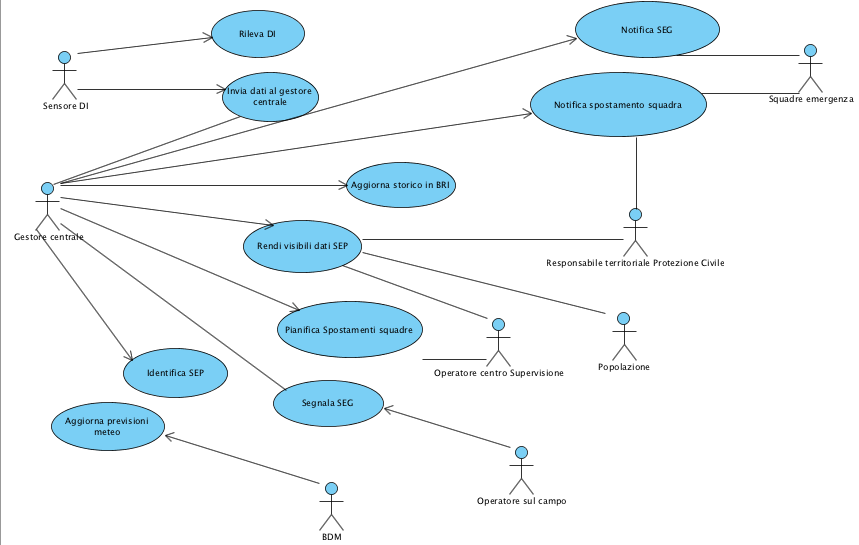 Rileva DI
Notifica SEG
Sensore DI
Invia dati al gestore
centrale
Notifica spostamento squadra
Squadre emergenza
Aggiorna storico in BRI
Gestore centrale
Rendi visibili dati SEP
Responsabile territoriale Protezione Civile
Pianifica Spostamenti squadre
Operatore centro Supervisione
Popolazione
Identifica SEP
Segnala SEG
Aggiorna previsioni
meteo
Operatore sul campo
BDM